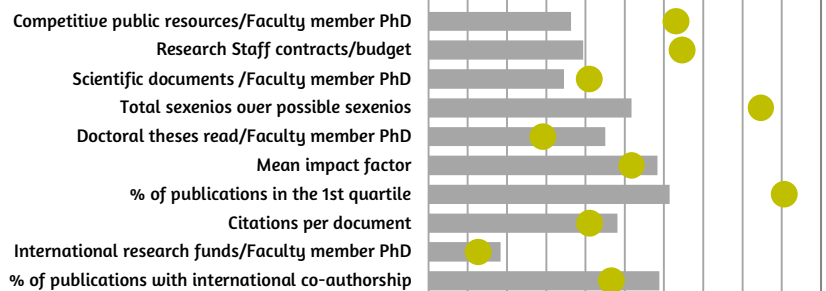 Competitive public resources/Faculty member PhD
Research Staff contracts/budget
Scientific documents /Faculty member PhD
Total sexenios over possible sexenios
Doctoral theses read/Faculty member PhD
Mean impact factor
% of publications in the 1st quartile
Citations per document
International research funds/Faculty member PhD
% of publications with international co-authorship